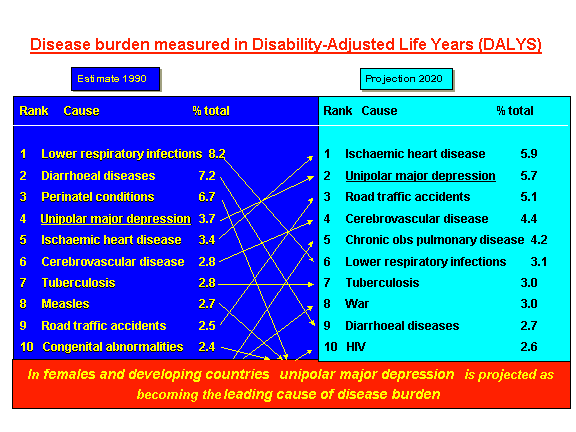 Disease burden measured in Disability-Adjusted Life Years (DALYS)
Estimate 1990
Projection 2020
Rank Cause % total
1 Lower respiratory infections 8.2
2 Diarrhoeal diseases 7.2
3 Perinatel conditions 6.7
4 Unipolar major depression 3.7
5 Ischaemic heart disease 3.4
6 Cerebrovascular disease 2.8
7 Tuberculosis 2.8
8 Measles 2.7
9 Road traffic accidents 2.5
10 Congenital abnormalities 2.4
Rank Cause % total
1 Ischaemic heart disease 5.9
2 Unipolar major depression 5.7
3 Road traffic accidents 5.1
4 Cerebrovascular disease 4.4
5 Chronic obs pulmonary disease 4.2
6 Lower respiratory infections 3.1
7 Tuberculosis 3.0
8 War 3.0
9 Diarrhoeal diseases 2.7
10 HIV 2.6
In females and developing countries unipolar major depression is projected as
becoming the leading cause of disease burden